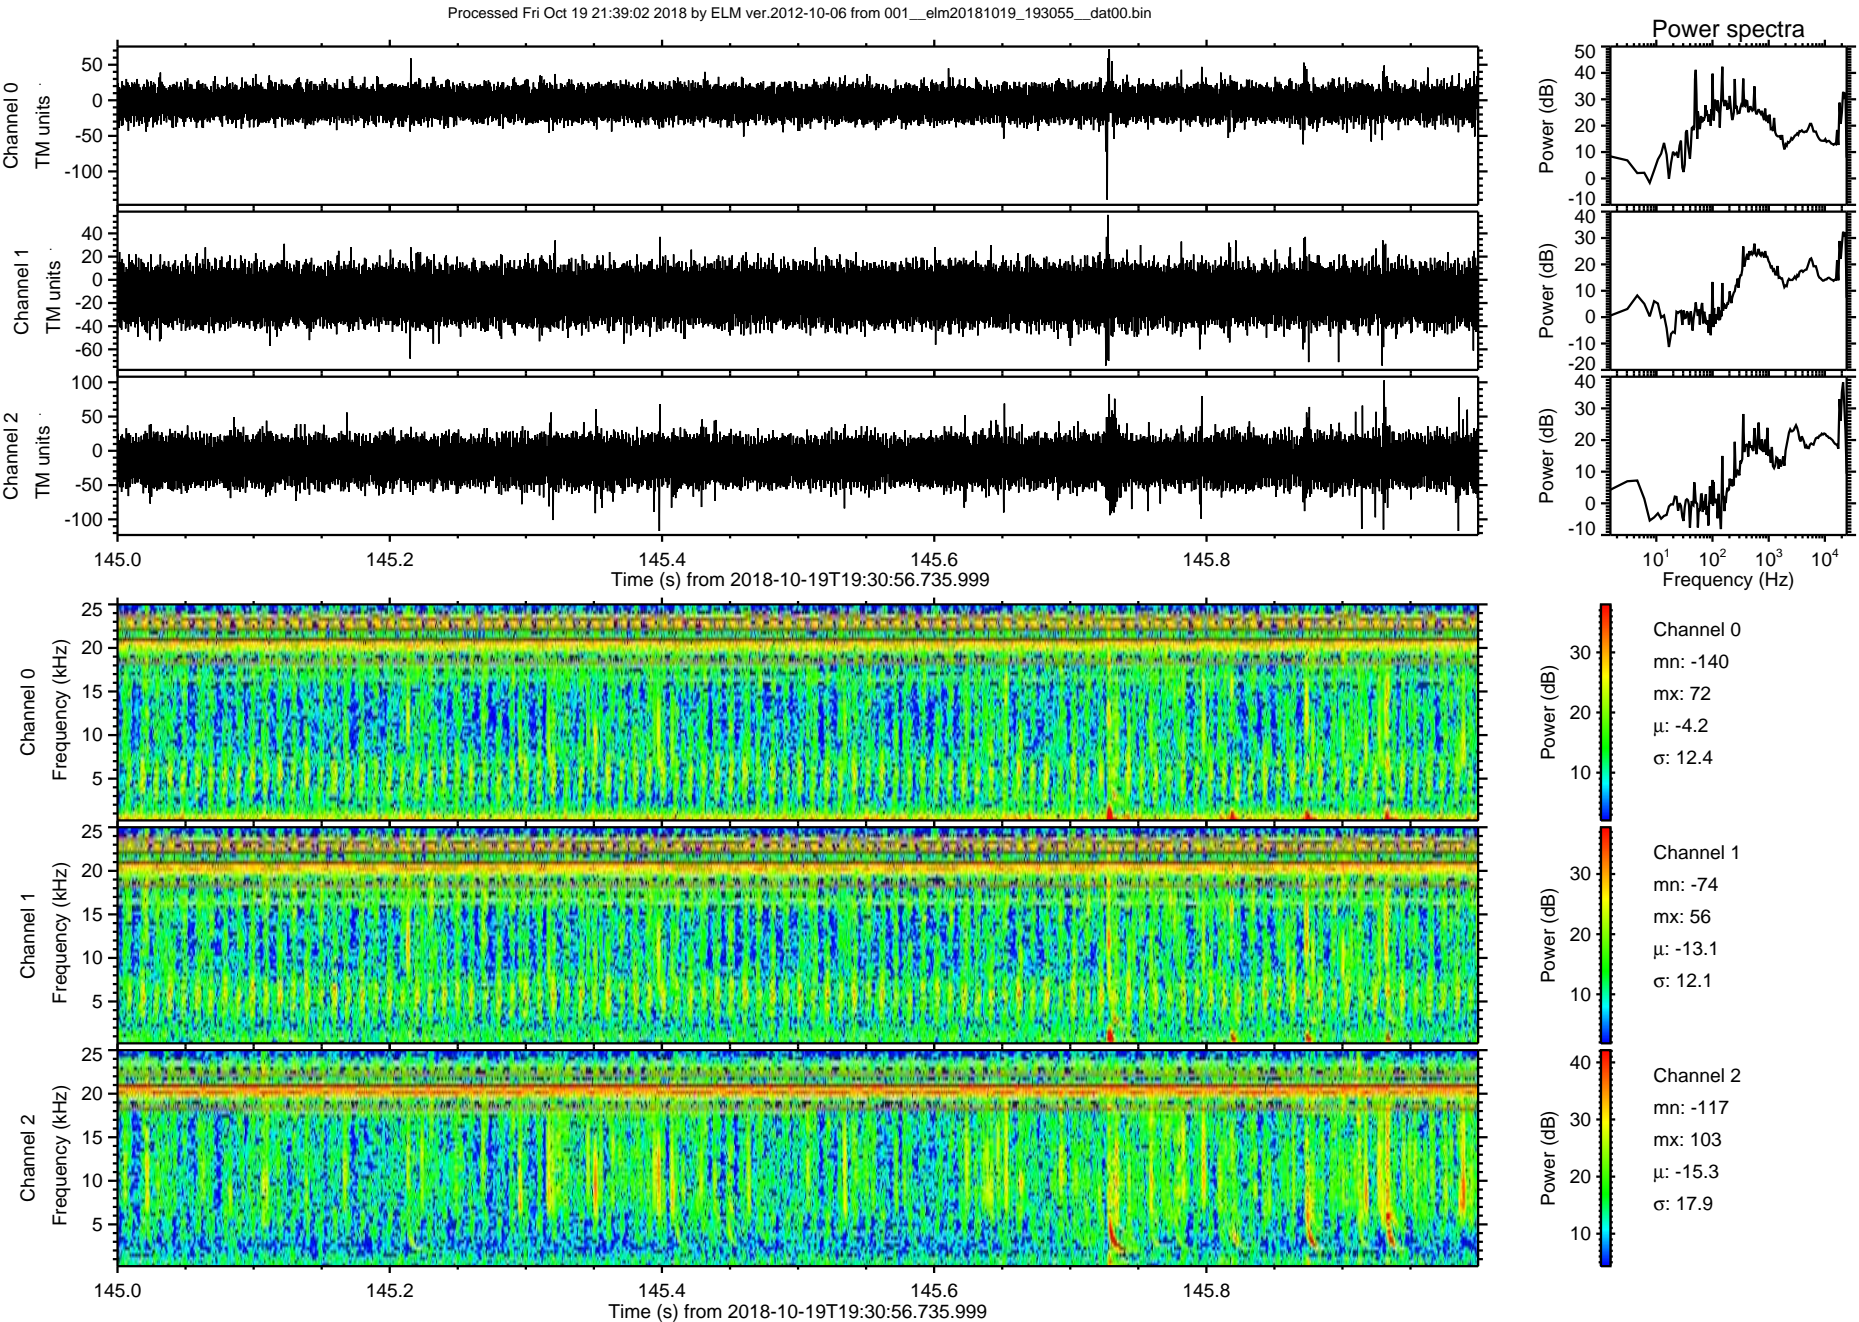 Processed Fri Oct 19 21:39:02 2018 by ELM ver.2012-10-06 from 001__elm20181019_193055__dat00.bin
Power spectra
Channel 0
TM units
50
0
-50
-100
Power (dB)
50
40
30
20
10
0
-10
Channel 1
TM units
40
20
0
-20
-40
-60
Power (dB)
40
30
20
10
0
-10
-20
Channel 2
TM units
100
50
0
-50
-100
Power (dB)
40
30
20
10
0
-10
145.0 145.2 145.4 145.6 145.8
Time (s) from 2018-10-19T19:30:56.735.999
10^1 10^2 10^3 10^4
Frequency (Hz)
Channel 0
Frequency (kHz)
25
20
15
10
5
Power (dB)
30
20
10
Channel 0
mn: -140
mx: 72
μ: -4.2
σ: 12.4
Channel 1
Frequency (kHz)
25
20
15
10
5
Power (dB)
30
20
10
Channel 1
mn: -74
mx: 56
μ: -13.1
σ: 12.1
Channel 2
Frequency (kHz)
25
20
15
10
5
Power (dB)
40
30
20
10
Channel 2
mn: -117
mx: 103
μ: -15.3
σ: 17.9
145.0 145.2 145.4 145.6 145.8
Time (s) from 2018-10-19T19:30:56.735.999